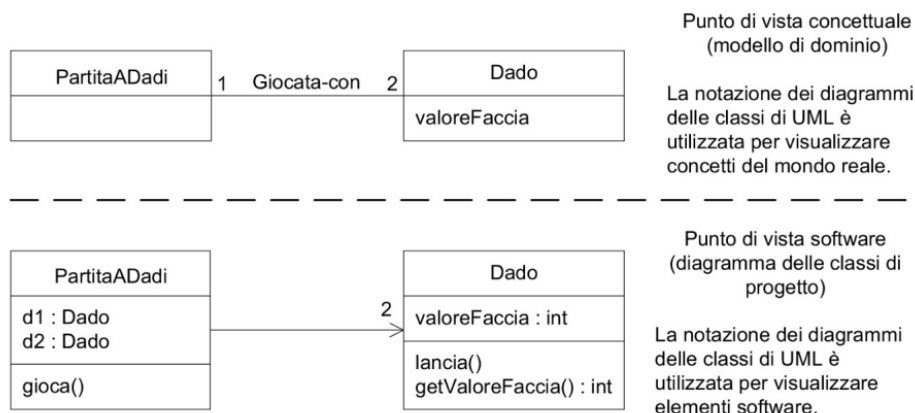 PartitaADadi
1 Giocata-con 2
Dado
valoreFaccia
Punto di vista concettuale
(modello di dominio)
La notazione dei diagrammi
delle classi di UML è
utilizzata per visualizzare
concetti del mondo reale.
PartitaADadi
d1 : Dado
d2 : Dado
gioca()
2
Dado
valoreFaccia : int
lancia()
getValoreFaccia() : int
Punto di vista software
(diagramma delle classi di
progetto)
La notazione dei diagrammi
delle classi di UML è
utilizzata per visualizzare
elementi software.